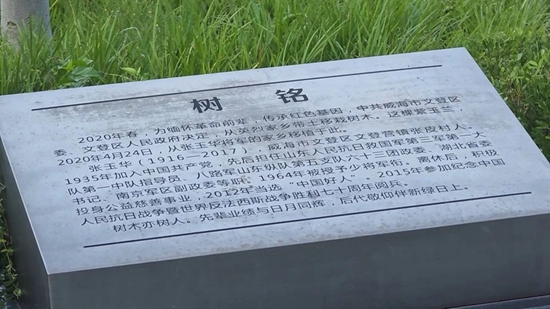 树 铭
2020年春，为缅怀革命前辈，传承红色基因，中共威海市文登区
委、文登区人民政府决定，从英烈家乡带土移栽树木。这棵紫玉兰，
2020年4月24日，从张玉华将军的家乡移植于此。
张玉华（1916—2017），威海市文登区文登营镇张皮村人。
1935年加入中国共产党，先后担任山东人民抗日救国军第三军第一大
队第一中队指导员、八路军山东纵队第五支队六十三团政委、湖北省委
书记、南京军区副政委等职，1964年被授予少将军衔。离休后，积极
投身公益慈善事业，2012年当选“中国好人”，2015年参加纪念中国
人民抗日战争暨世界反法西斯战争胜利七十周年阅兵。
树木亦树人。先辈业绩与日月同辉，后代敬仰伴新绿日上。